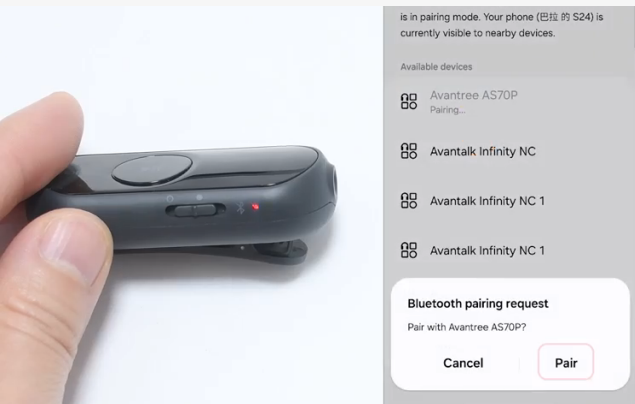 is in pairing mode. Your phone (巴拉 的 S24) is
currently visible to nearby devices.
Available devices
Avantree AS70P
Pairing...
Avantalk Infinity NC
Avantalk Infinity NC 1
Avantalk Infinity NC 1
Bluetooth pairing request
Pair with Avantree AS70P?
Cancel
Pair